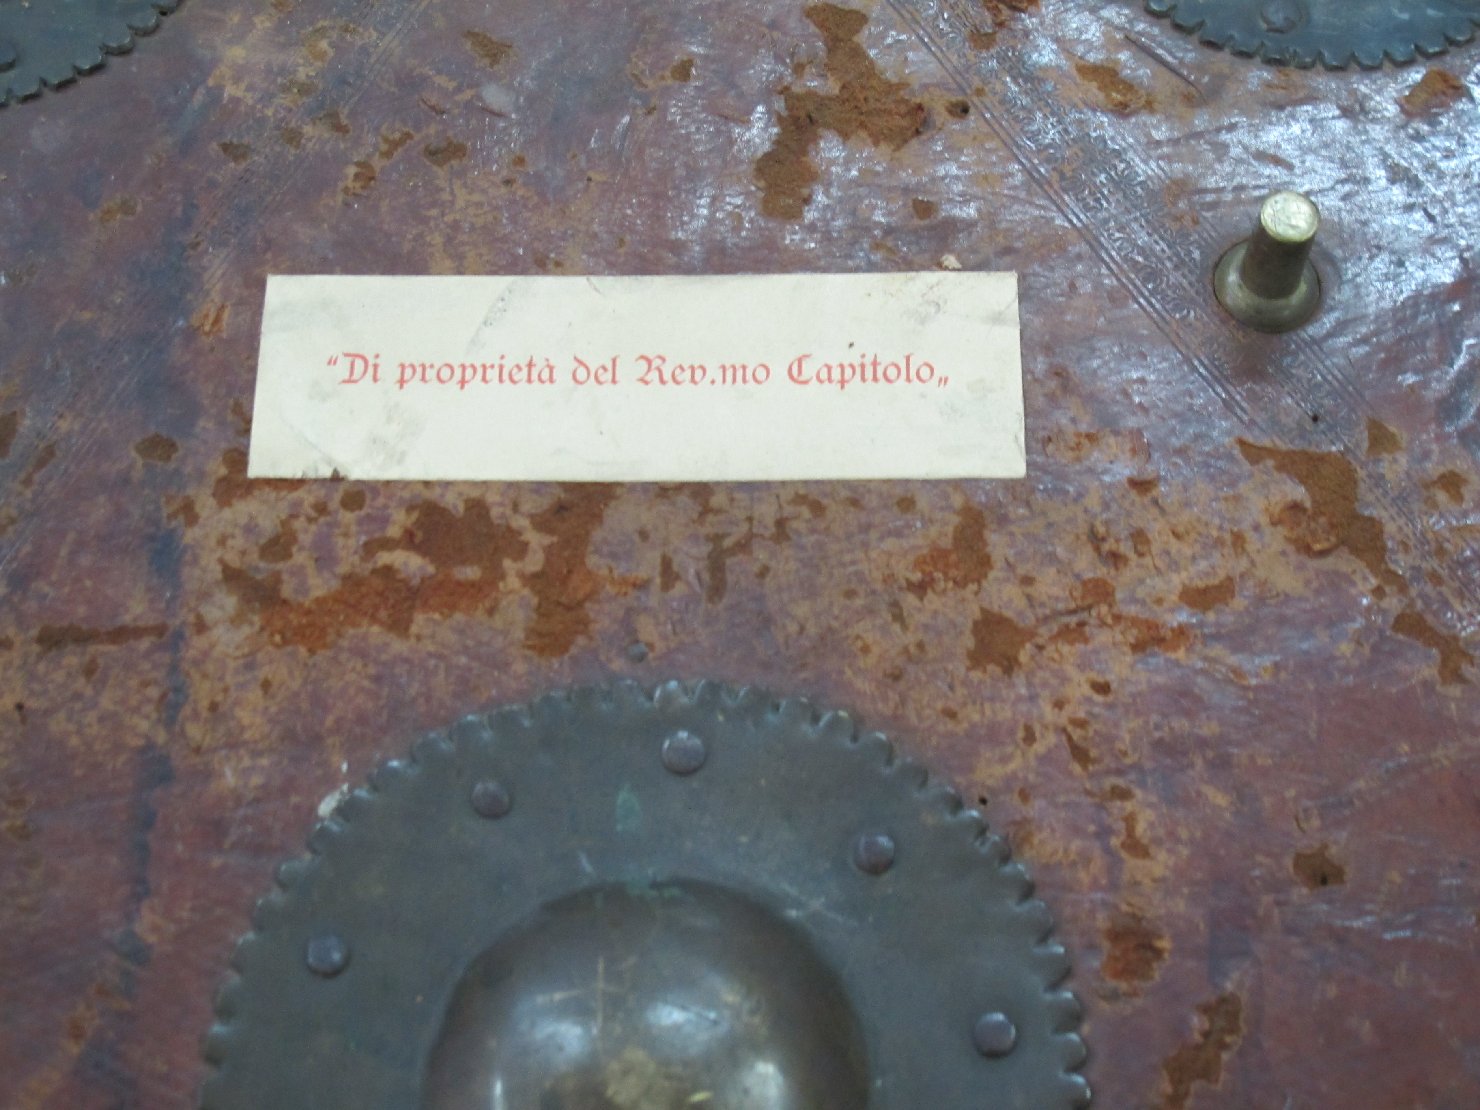 “Di proprietà del Rev.mo Capitolo„